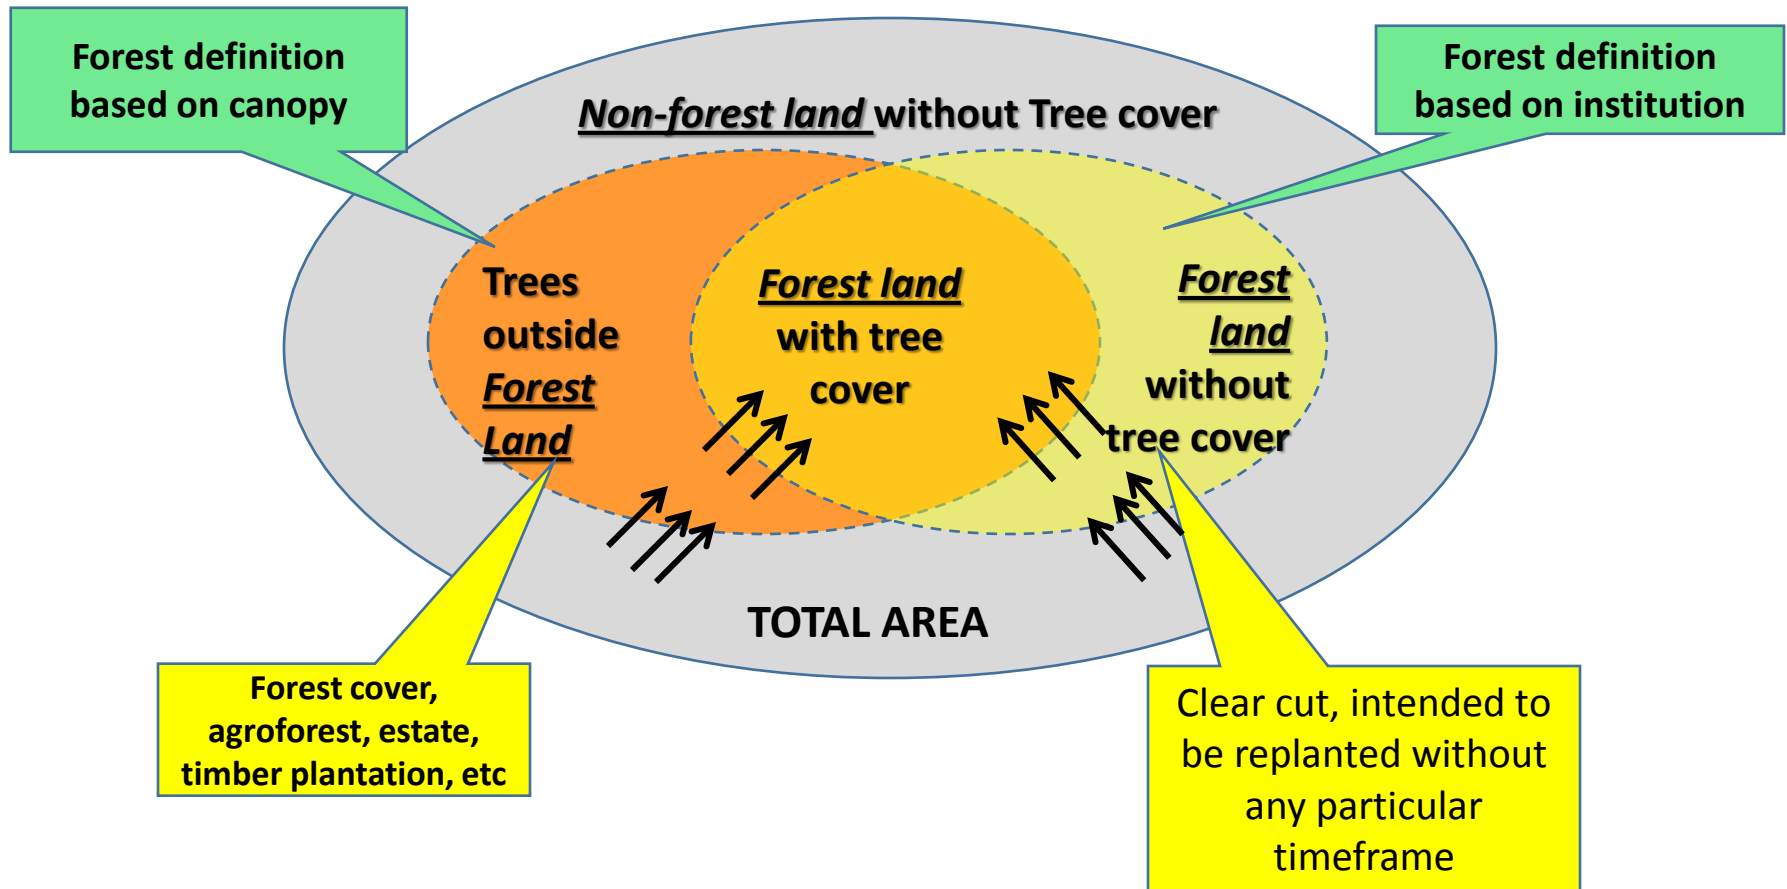 Forest definition
based on canopy
Forest definition
based on institution
Non-forest land without Tree cover
Trees
outside
Forest
Land
Forest land
with tree
cover
Forest
land
without
tree cover
TOTAL AREA
Forest cover,
agroforest, estate,
timber plantation, etc
Clear cut, intended to
be replanted without
any particular
timeframe